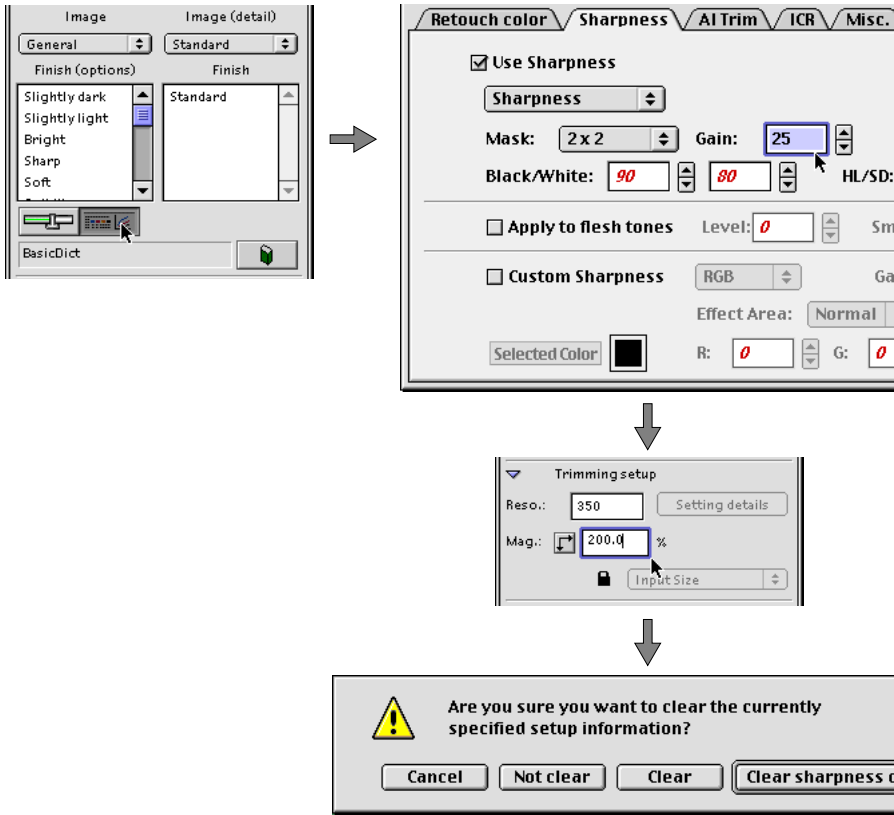 Image Image (detail)
General Standard
Finish (options) Finish
Slightly dark Standard
Slightly light
Bright
Sharp
Soft
BasicDict
Retouch color Sharpness AI Trim ICR Misc.
Use Sharpness
Sharpness
Mask: 2 x 2 Gain: 25
Black/White: 90 80 HL/SD:
Apply to flesh tones Level: 0 Sm
Custom Sharpness RGB Ga
Effect Area: Normal
Selected Color R: 0 G: 0
Trimming setup
Reso.: 350 Setting details
Mag.: 200.0 %
Input Size
Are you sure you want to clear the currently
specified setup information?
Cancel Not clear Clear Clear sharpness